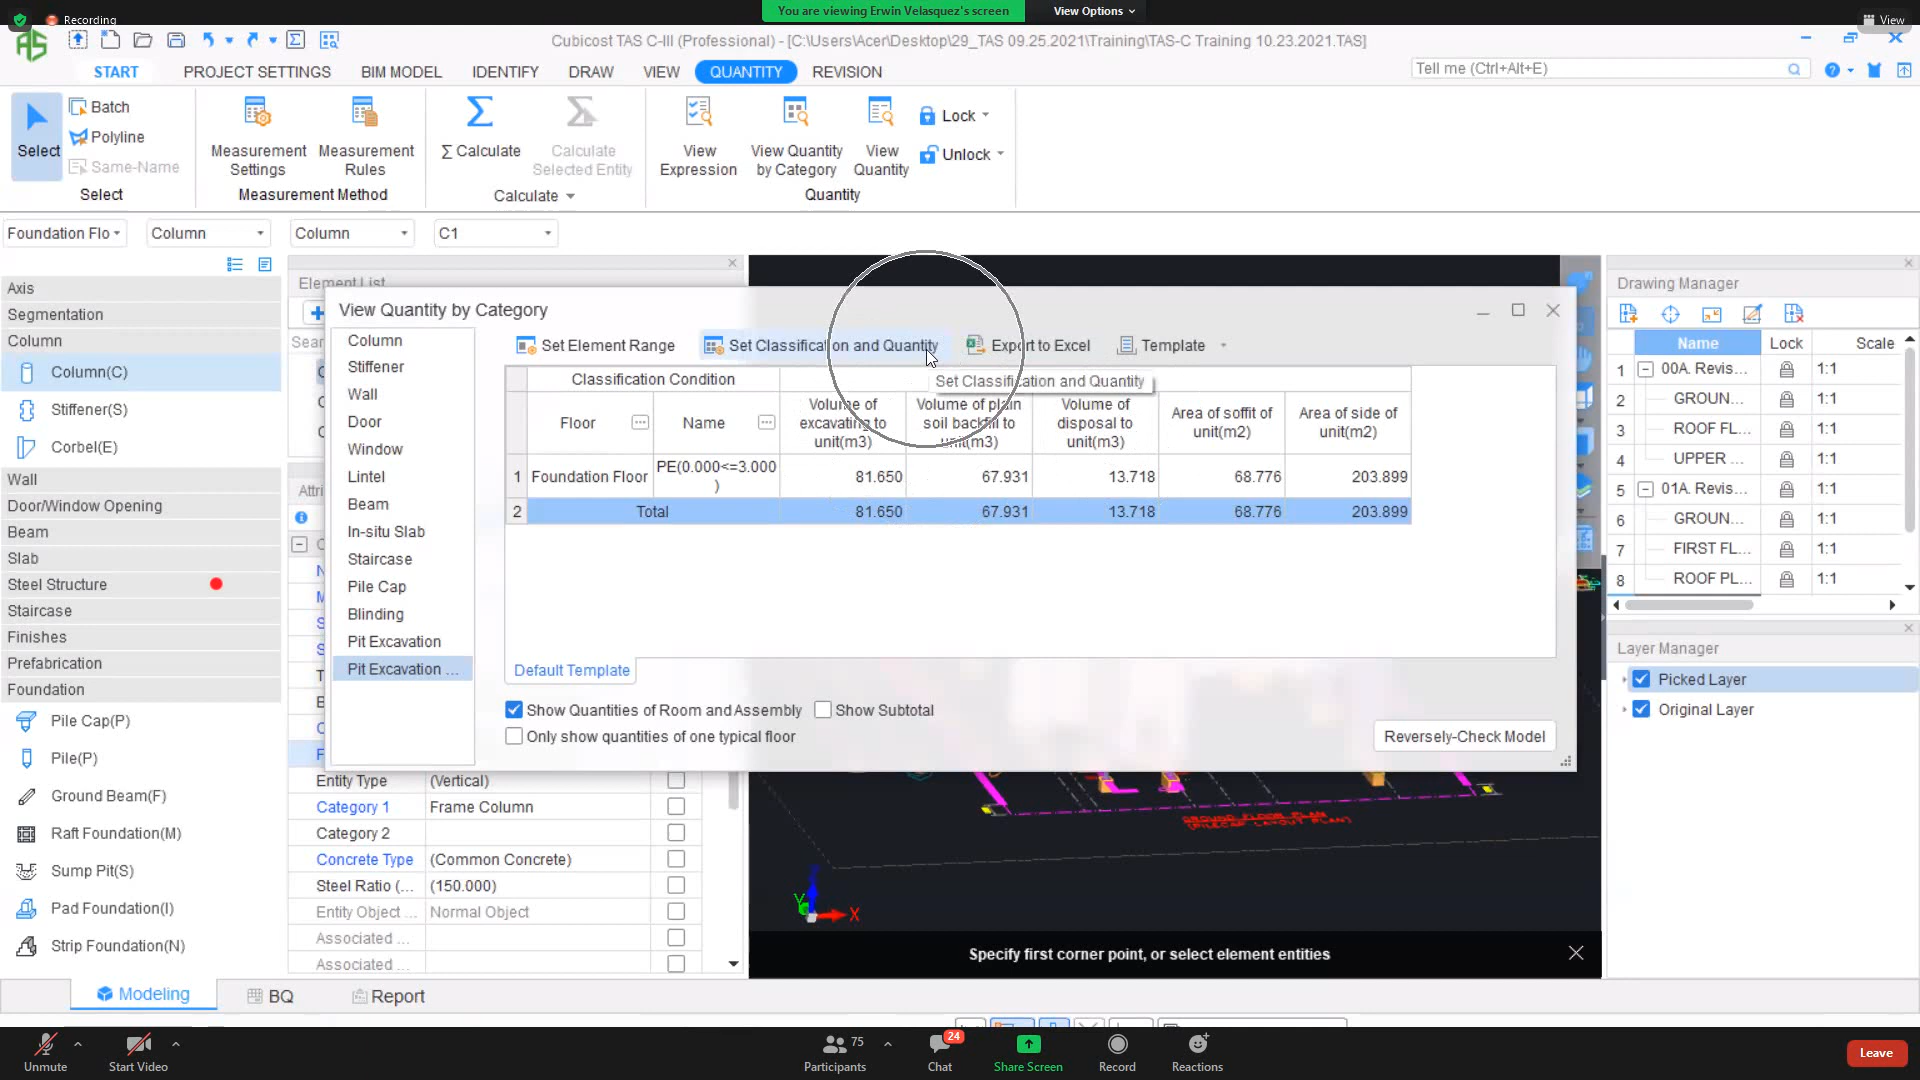 Recording
You are viewing Erwin Velasquez's screen
View Options
View
Cubicost TAS C-III (Professional) - [C:\Users\Acer\Desktop\29_TAS 09.25.2021\Training\TAS-C Training 10.23.2021.TAS]
START PROJECT SETTINGS BIM MODEL IDENTIFY DRAW VIEW QUANTITY REVISION
Tell me (Ctrl+Alt+E)
Select
Batch
Polyline
Same-Name
Select
Measurement Settings
Measurement Rules
Measurement Method
Σ Calculate
Calculate Selected Entity
Calculate
View Expression
View Quantity by Category
View Quantity
Lock
Unlock
Quantity
Foundation Flo
Column
Column
C1
Axis
Segmentation
Column
Column(C)
Stiffener(S)
Corbel(E)
Wall
Door/Window Opening
Beam
Slab
Steel Structure
Staircase
Finishes
Prefabrication
Foundation
Pile Cap(P)
Pile(P)
Ground Beam(F)
Raft Foundation(M)
Sump Pit(S)
Pad Foundation(I)
Strip Foundation(N)
Element List
Sear
Attri
View Quantity by Category
Column
Stiffener
Wall
Door
Window
Lintel
Beam
In-situ Slab
Staircase
Pile Cap
Blinding
Pit Excavation
Pit Excavation ...
Set Element Range
Set Classification and Quantity
Export to Excel
Template
Set Classification and Quantity
Classification Condition
Floor
Name
Volume of excavating to unit(m3)
Volume of plain soil backfill to unit(m3)
Volume of disposal to unit(m3)
Area of soffit of unit(m2)
Area of side of unit(m2)
1 Foundation Floor PE(0.000<=3.000) 81.650 67.931 13.718 68.776 203.899
2 Total 81.650 67.931 13.718 68.776 203.899
Default Template
Show Quantities of Room and Assembly
Show Subtotal
Only show quantities of one typical floor
Reversely-Check Model
Entity Type (Vertical)
Category 1 Frame Column
Category 2
Concrete Type (Common Concrete)
Steel Ratio (... (150.000)
Entity Object ... Normal Object
Associated ...
Associated ...
GROUND FLOOR PLAN
(PILECAP LAYOUT PLAN)
Z
Y
X
Specify first corner point, or select element entities
Drawing Manager
Name Lock Scale
1 00A. Revis... 1:1
2 GROUN... 1:1
3 ROOF FL... 1:1
4 UPPER ... 1:1
5 01A. Revis... 1:1
6 GROUN... 1:1
7 FIRST FL... 1:1
8 ROOF PL... 1:1
Layer Manager
Picked Layer
Original Layer
Modeling
BQ
Report
Unmute
Start Video
75
Participants
24
Chat
Share Screen
Record
Reactions
Leave